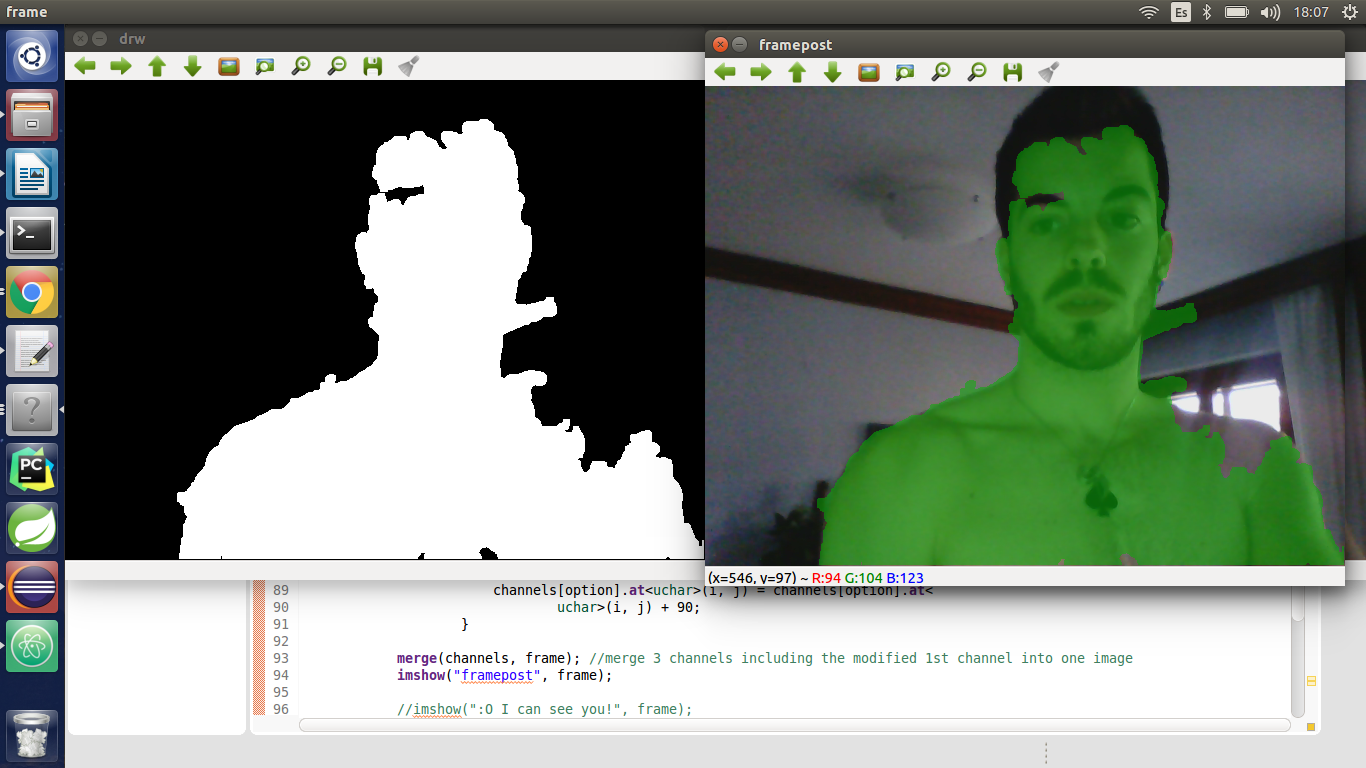 frame
Es
18:07
drw
framepost
PC
(x=546, y=97) ~ R:94 G:104 B:123
89 channels[option].at<uchar>(i, j) = channels[option].at<
90 uchar>(i, j) + 90;
91 }
92
93 merge(channels, frame); //merge 3 channels including the modified 1st channel into one image
94 imshow("framepost", frame);
95
96 //imshow(":O I can see you!", frame);